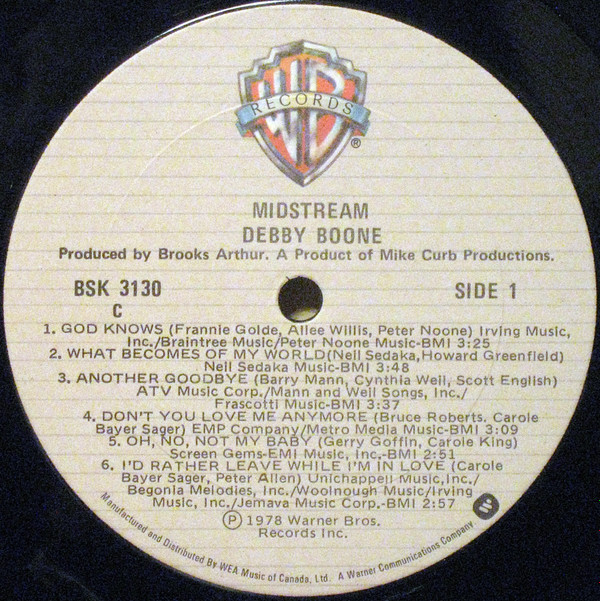 WB
RECORDS
®
MIDSTREAM
DEBBY BOONE
Produced by Brooks Arthur. A Product of Mike Curb Productions.
BSK 3130
C
SIDE 1
1. GOD KNOWS (Frannie Golde, Allee Willis, Peter Noone) Irving Music,
Inc./Braintree Music/Peter Noone Music-BMI 3:25
2. WHAT BECOMES OF MY WORLD(Neil Sedaka,Howard Greenfield)
Neil Sedaka Music-BMI 3:48
3. ANOTHER GOODBYE (Barry Mann, Cynthia Weil, Scott English)
ATV Music Corp./Mann and Weil Songs, Inc./
Frascotti Music-BMI 3:37
4. DON'T YOU LOVE ME ANYMORE (Bruce Roberts, Carole
Bayer Sager) EMP Company/Metro Media Music-BMI 3:09
5. OH, NO, NOT MY BABY (Gerry Goffin, Carole King)
Screen Gems-EMI Music, Inc.-BMI 2:51
6. I'D RATHER LEAVE WHILE I'M IN LOVE (Carole
Bayer Sager, Peter Allen) Unichappell Music,Inc./
Begonia Melodies, Inc./Woolnough Music/Irving
Music, Inc./Jemava Music Corp.-BMI 2:57
℗ 1978 Warner Bros.
Records Inc.
Manufactured and Distributed By WEA Music of Canada, Ltd. A Warner Communications Company